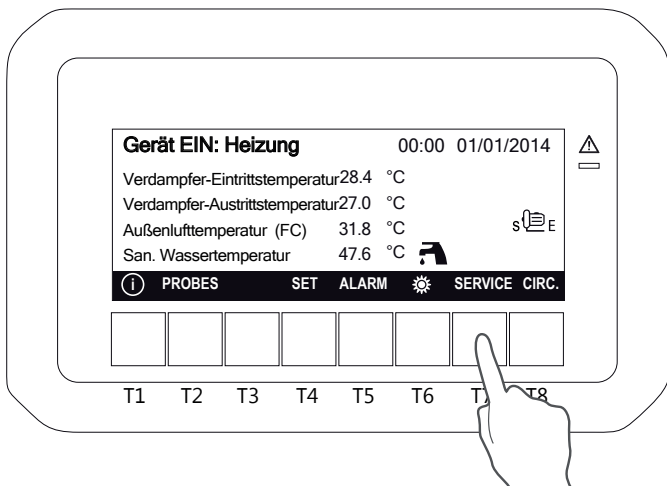 Gerät EIN: Heizung 00:00 01/01/2014
Verdampfer-Eintrittstemperatur 28.4 °C
Verdampfer-Austrittstemperatur 27.0 °C
Außenlufttemperatur (FC) 31.8 °C
S E
San. Wassertemperatur 47.6 °C
i PROBES SET ALARM SERVICE CIRC.
T1 T2 T3 T4 T5 T6 T7 T8